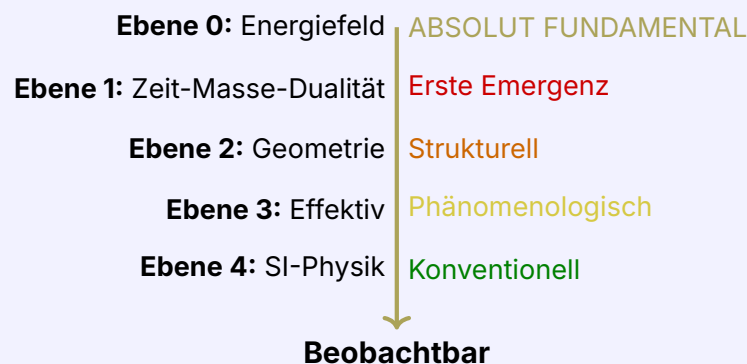 Ebene 0: Energiefeld ABSOLUT FUNDAMENTAL
Ebene 1: Zeit-Masse-Dualität Erste Emergenz
Ebene 2: Geometrie Strukturell
Ebene 3: Effektiv Phänomenologisch
Ebene 4: SI-Physik Konventionell
Beobachtbar